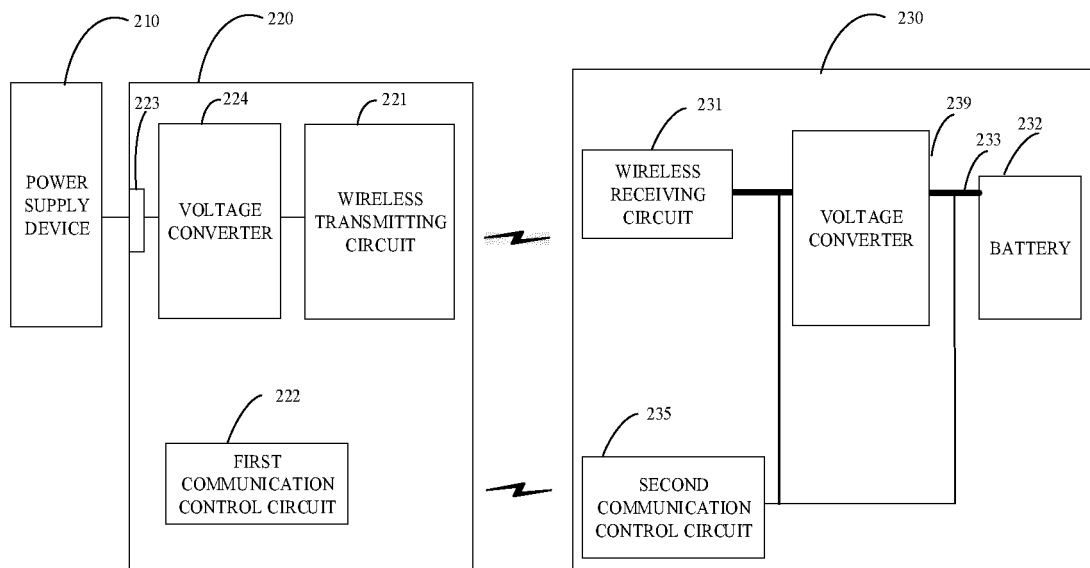 210
220
230
223
224
221
231
239
232
233
POWER
SUPPLY
DEVICE
VOLTAGE
CONVERTER
WIRELESS
TRANSMITTING
CIRCUIT
WIRELESS
RECEIVING
CIRCUIT
VOLTAGE
CONVERTER
BATTERY
222
235
FIRST
COMMUNICATION
CONTROL CIRCUIT
SECOND
COMMUNICATION
CONTROL CIRCUIT